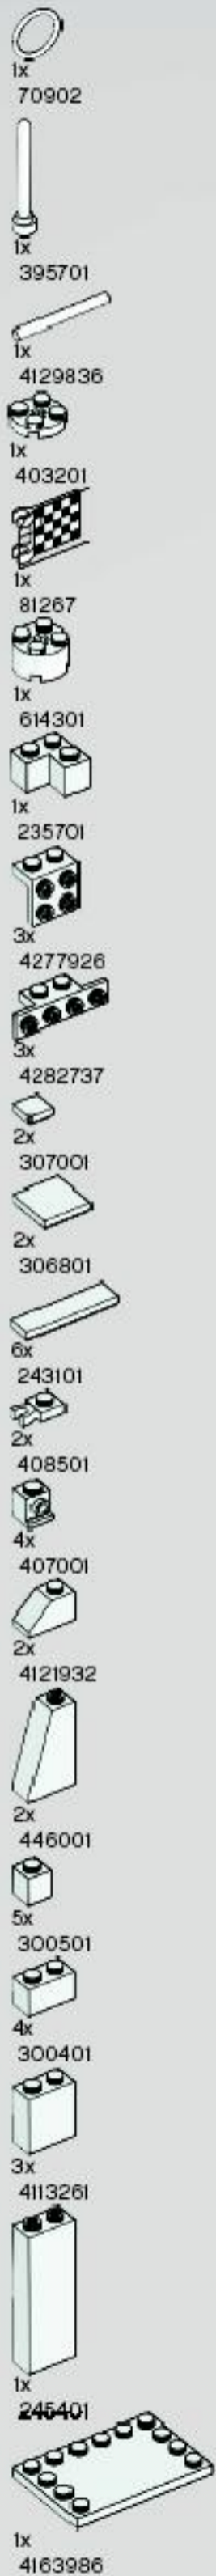 1x
70902
1x
395701
1x
4129836
1x
403201
1x
81267
1x
614301
1x
235701
3x
4277926
3x
4282737
2x
307001
2x
306801
6x
243101
2x
408501
4x
407001
2x
4121932
2x
446001
5x
300501
4x
300401
3x
4113261
1x
245401
1x
4163986